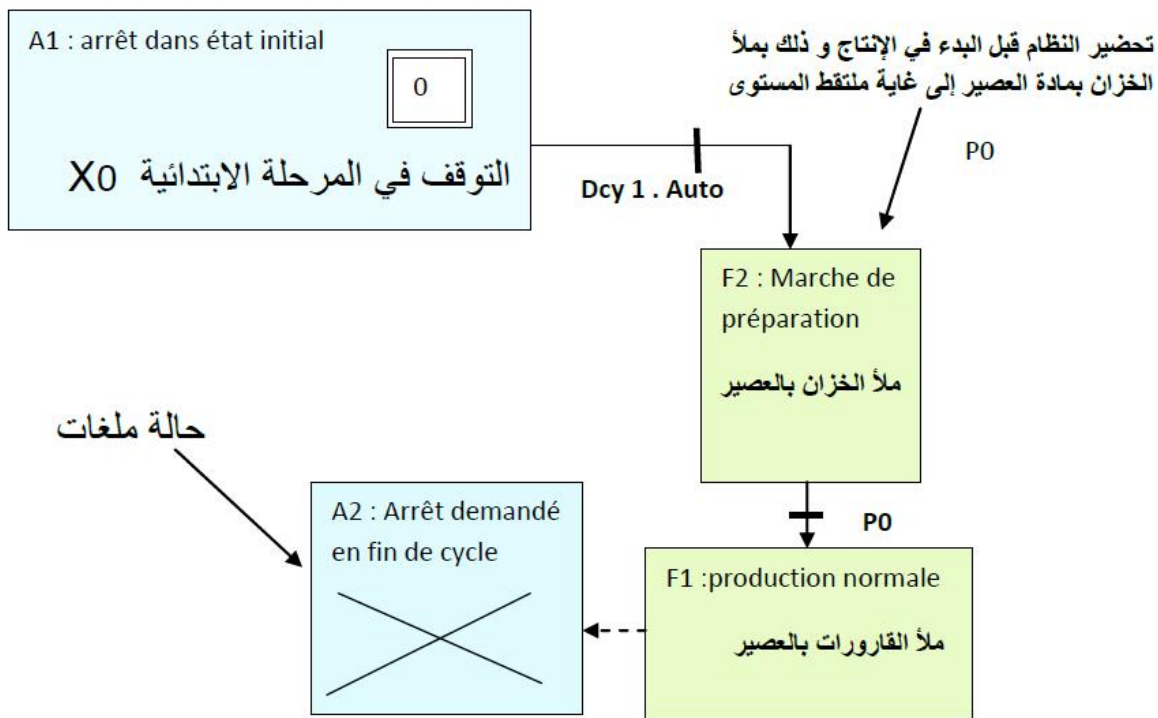 A1 : arrêt dans état initial
0
التوقف في المرحلة الابتدائية X0
تحضير النظام قبل البدء في الإنتاج و ذلك بملأ
الخزان بمادة العصير إلى غاية ملتقط المستوى
P0
Dcy 1 . Auto
F2 : Marche de
préparation
ملأ الخزان بالعصير
حالة ملغات
A2 : Arrêt demandé
en fin de cycle
P0
F1 :production normale
ملأ القارورات بالعصير